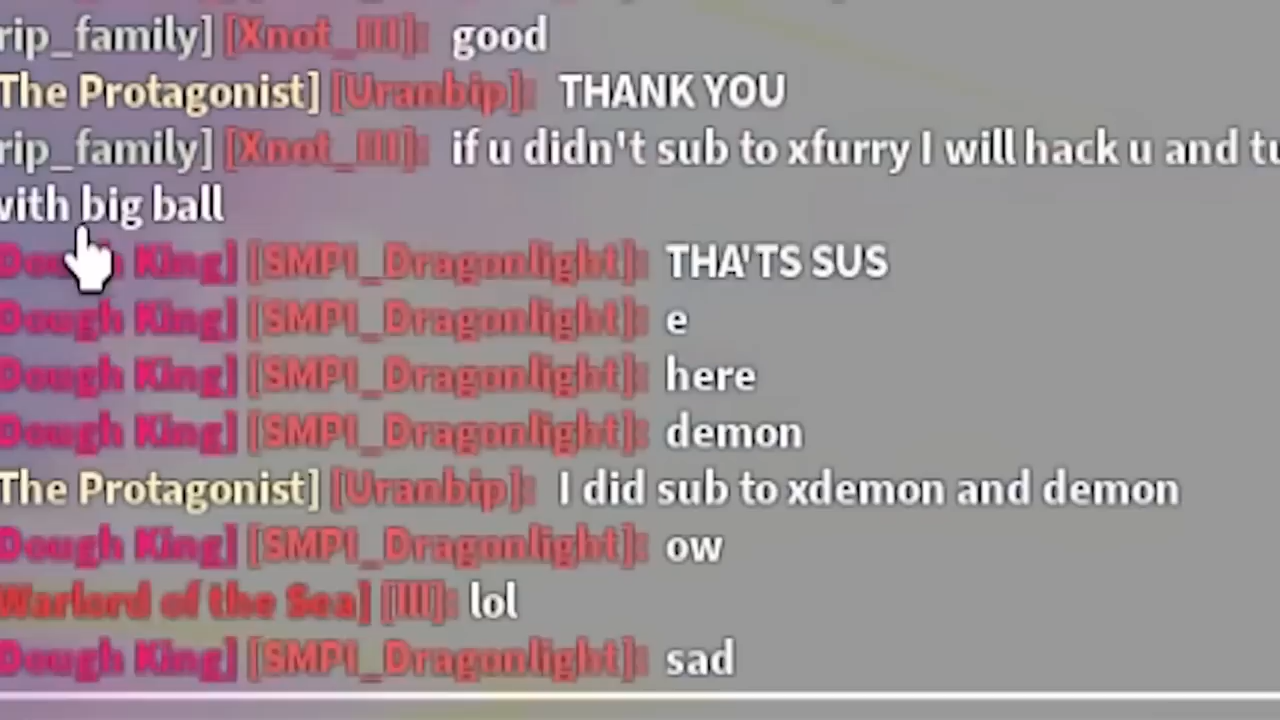 rip_family] [Xnot_III]: good
The Protagonist] [Uranbip]: THANK YOU
rip_family] [Xnot_III]: if u didn't sub to xfurry I will hack u and tu
with big ball
Dough King] [SMPI_Dragonlight]: THA'TS SUS
Dough King] [SMPI_Dragonlight]: e
Dough King] [SMPI_Dragonlight]: here
Dough King] [SMPI_Dragonlight]: demon
The Protagonist] [Uranbip]: I did sub to xdemon and demon
Dough King] [SMPI_Dragonlight]: ow
Warlord of the Sea] [lll]: lol
Dough King] [SMPI_Dragonlight]: sad